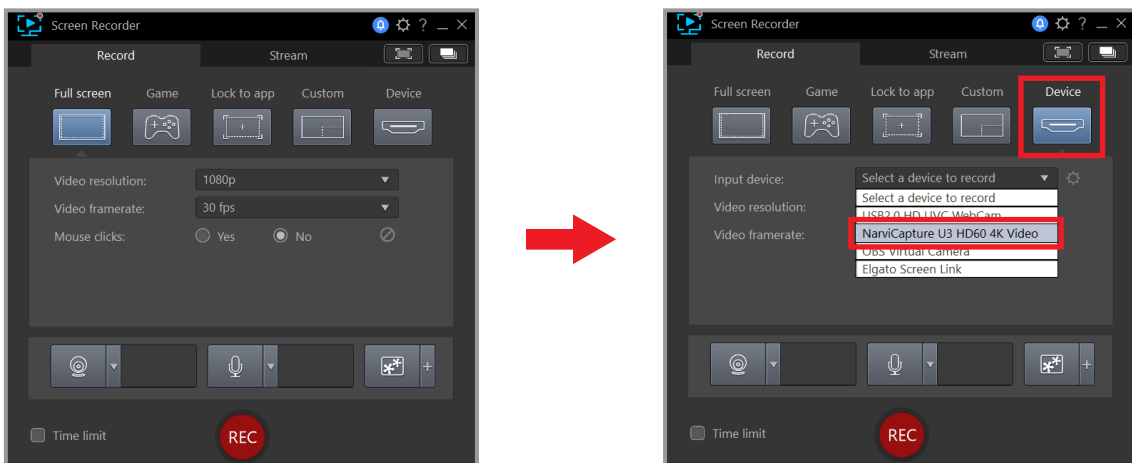 Screen Recorder
?
Record Stream
Full screen Game Lock to app Custom Device
Video resolution: 1080p
Video framerate: 30 fps
Mouse clicks: Yes No
Time limit REC
Screen Recorder
?
Record Stream
Full screen Game Lock to app Custom Device
Input device: Select a device to record
Select a device to record
Video resolution: USB2.0 HD UVC WebCam
Video framerate: NarviCapture U3 HD60 4K Video
OBS Virtual Camera
Elgato Screen Link
Time limit REC